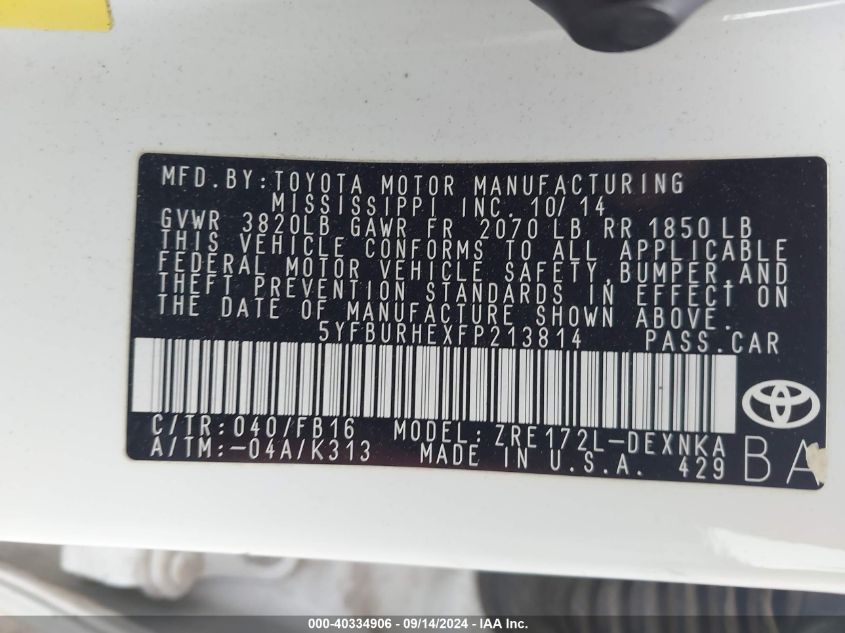 MFD.BY:TOYOTA MOTOR MANUFACTURING
MISSISSIPPI INC. 10/14
GVWR 3820LB GAWR FR 2070 LB RR 1850 LB
THIS VEHICLE CONFORMS TO ALL APPLICABLE
FEDERAL MOTOR VEHICLE SAFETY,BUMPER,AND
THEFT PREVENTION STANDARDS IN EFFECT ON
THE DATE OF MANUFACTURE SHOWN ABOVE.
5YFBURHEXFP213814 PASS.CAR
C/TR:040/FB16 MODEL:ZRE172L-DEXNKA
A/TM:-04A/K313 MADE IN U.S.A. 429
BA
000-40334906 / 09/14/2024 - IAA Inc.